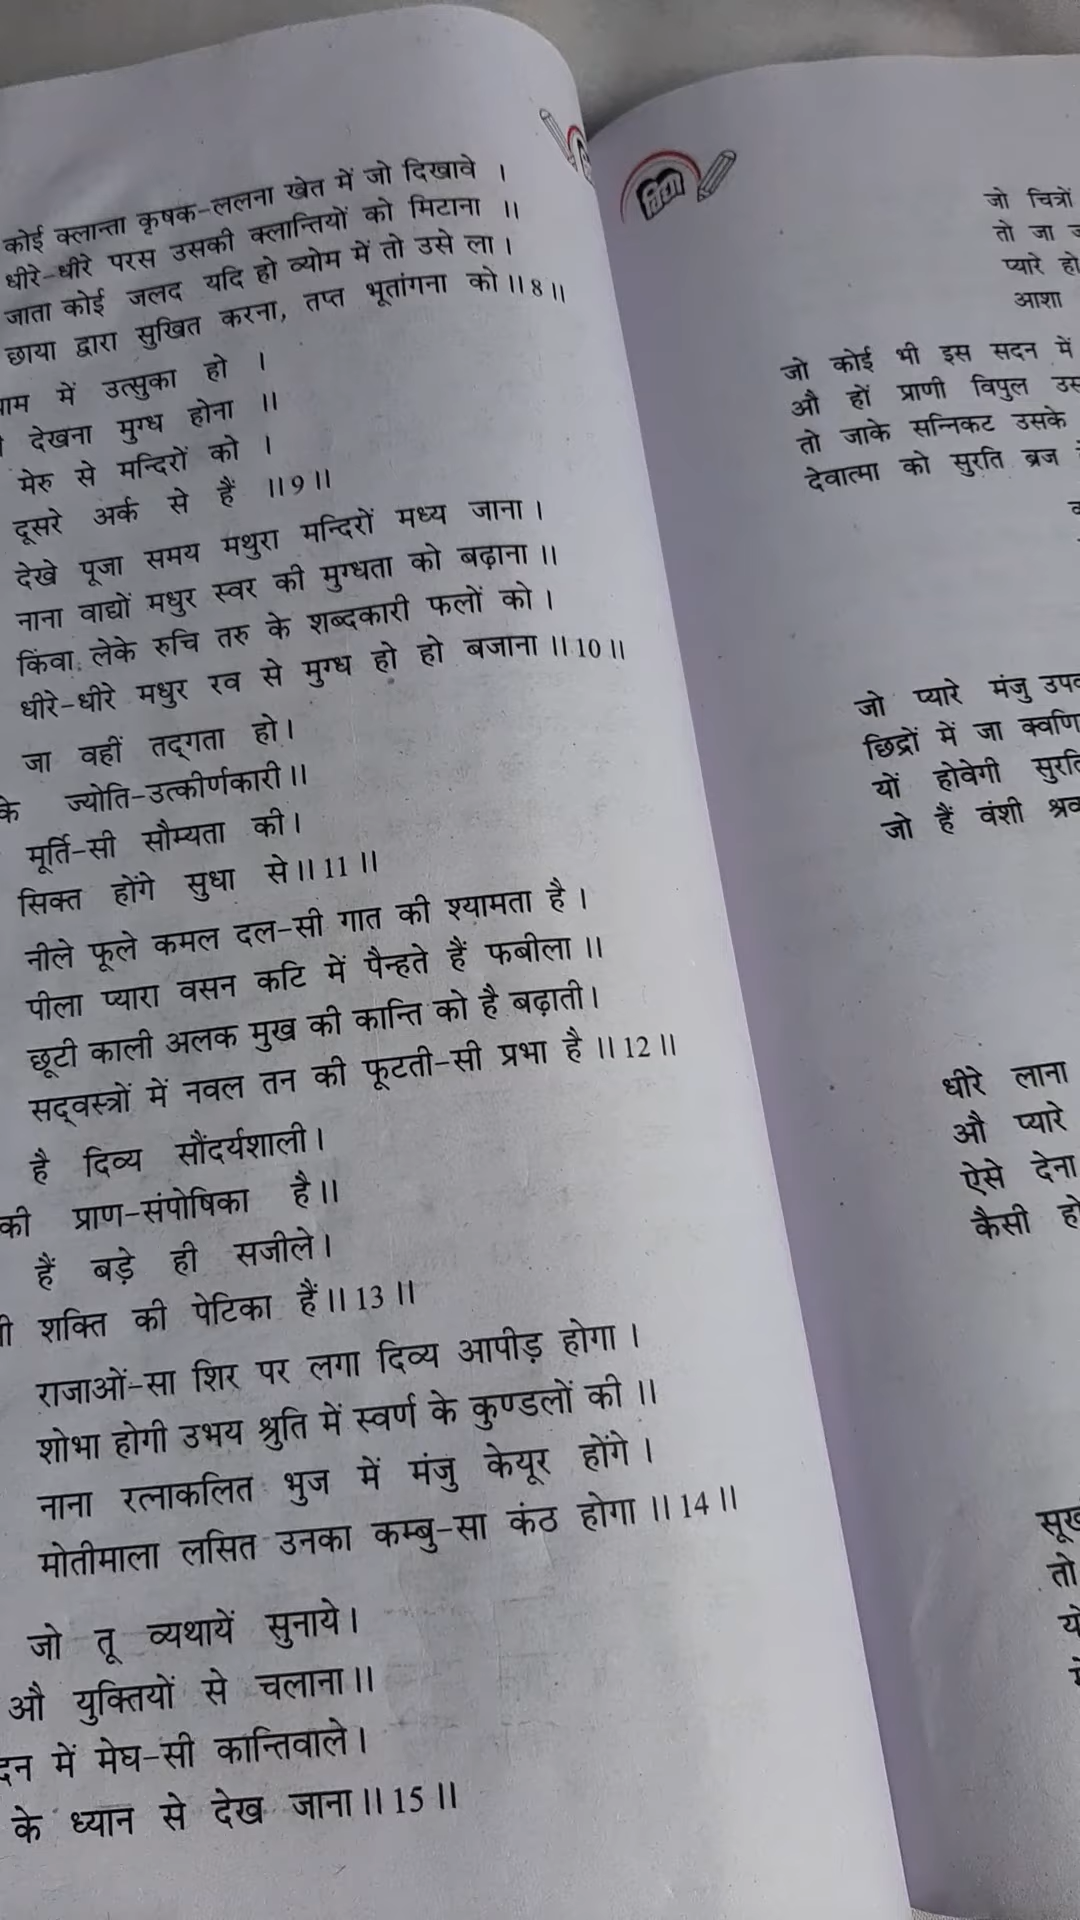 कोई क्लान्ता कृषक-ललना खेत में जो दिखावे ।
धीरे-धीरे परस उसकी क्लान्तियों को मिटाना ।।
जाता कोई जलद यदि हो व्योम में तो उसे ला ।
छाया द्वारा सुखित करना, तप्त भूतांगना को ।। 8 ।।
में उत्सुका हो ।
देखना मुग्ध होना ।।
मेरु से मन्दिरों को ।
दूसरे अर्क से हैं ।। 9 ।।
देखे पूजा समय मथुरा मन्दिरों मध्य जाना ।
नाना वाद्यों मधुर स्वर की मुग्धता को बढ़ाना ।।
किंवा लेके रुचि तरु के शब्दकारी फलों को ।
धीरे-धीरे मधुर रव से मुग्ध हो हो बजाना ।। 10 ।।
जा वहीं तद्गता हो।
के ज्योति-उत्कीर्णकारी ।।
मूर्ति-सी सौम्यता की।
सिक्त होंगे सुधा से ।। 11 ।।
नीले फूले कमल दल-सी गात की श्यामता है ।
पीला प्यारा वसन कटि में पैन्हते हैं फबीला ।।
छूटी काली अलक मुख की कान्ति को है बढ़ाती।
सद्वस्त्रों में नवल तन की फूटती-सी प्रभा है ।। 12 ।।
है दिव्य सौंदर्यशाली।
की प्राण-संपोषिका है ।।
हैं बड़े ही सजीले।
शक्ति की पेटिका हैं ।। 13 ।।
राजाओं-सा शिर पर लगा दिव्य आपीड़ होगा ।
शोभा होगी उभय श्रुति में स्वर्ण के कुण्डलों की ।।
नाना रत्नाकलित भुज में मंजु केयूर होंगे ।
मोतीमाला लसित उनका कम्बु-सा कंठ होगा ।। 14 ।।
जो तू व्यथायें सुनाये।
औ युक्तियों से चलाना ।।
में मेघ-सी कान्तिवाले।
के ध्यान से देख जाना ।। 15 ।।
विद्या
जो चित्रों
तो जा
प्यारे
आशा
जो कोई भी इस सदन में
औ हों प्राणी विपुल
तो जाके सन्निकट उसके
देवात्मा को सुरति ब्रज
जो प्यारे मंजु
छिद्रों में जा
यों होवेगी
जो हैं वंशी
धीरे लाना
औ प्यारे
ऐसे देना
कैसी
तो